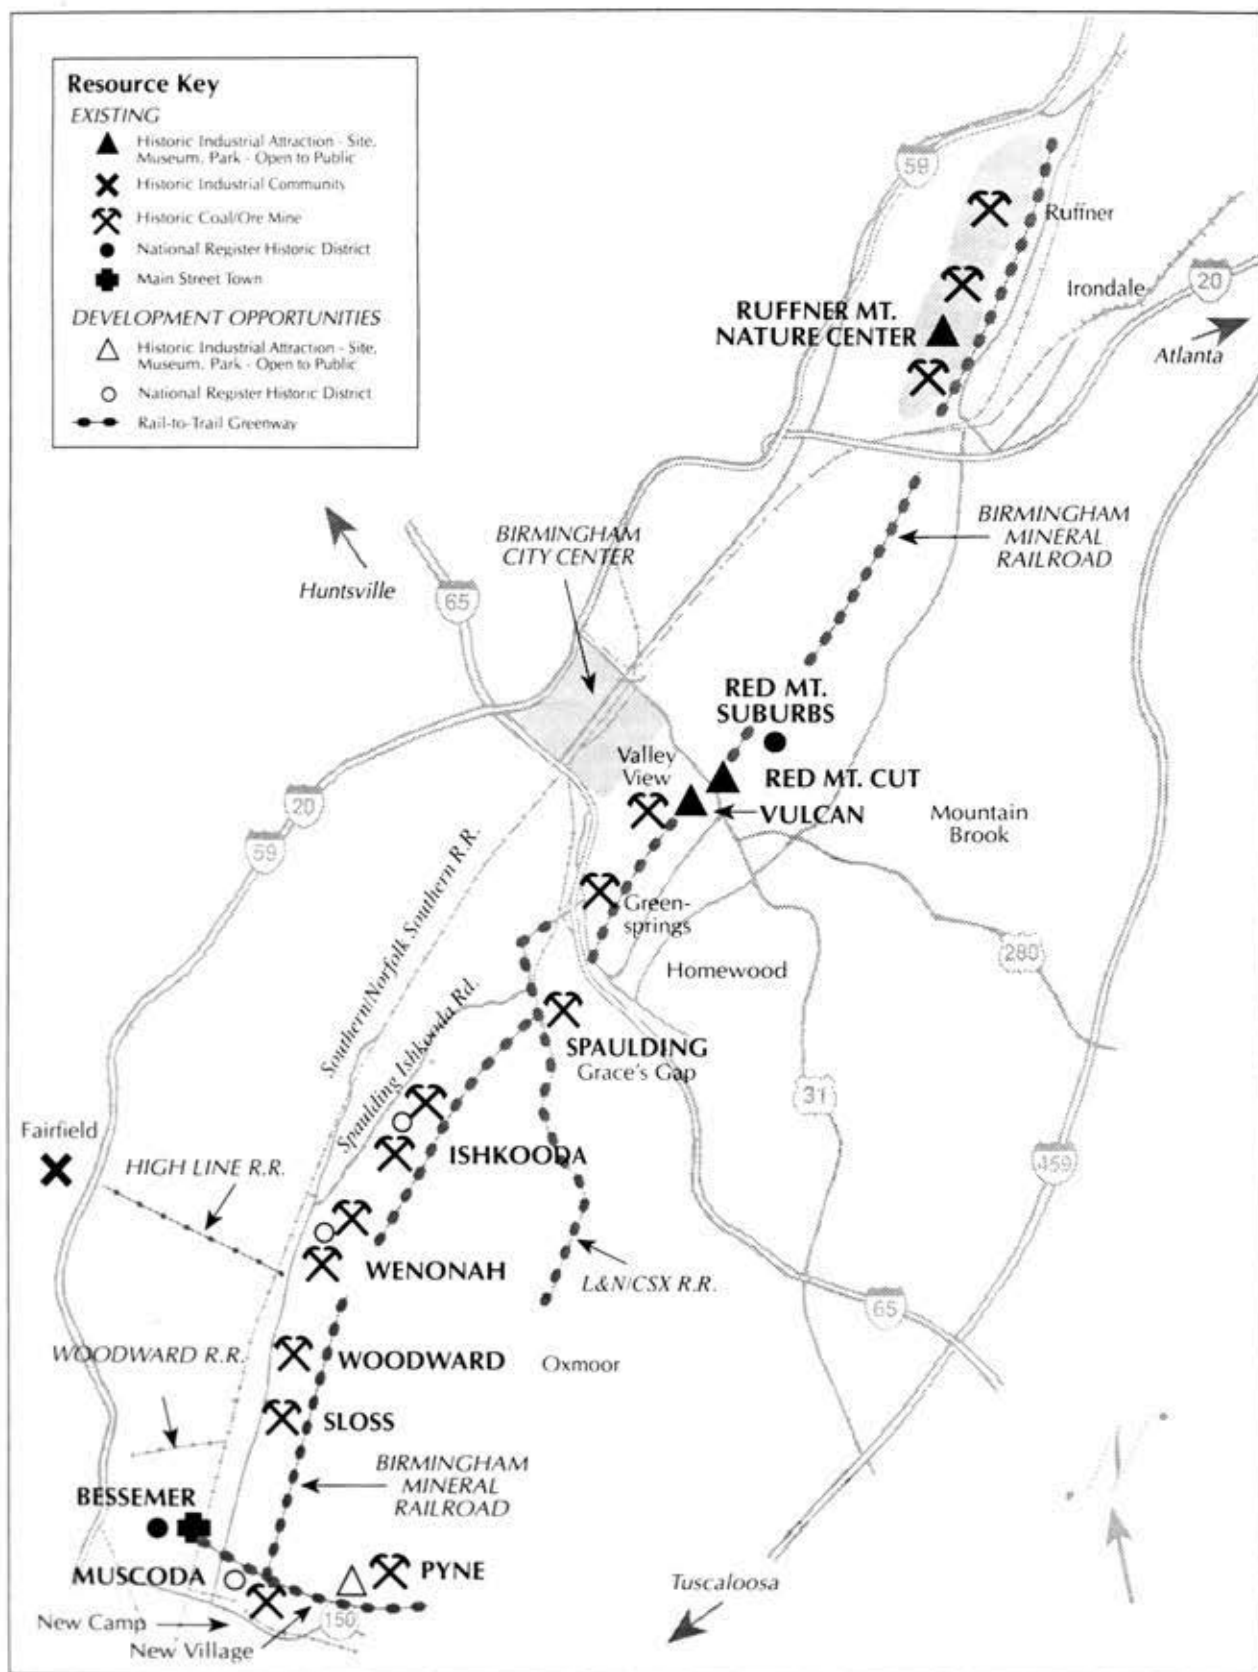 Resource Key
EXISTING
Historic Industrial Attraction - Site,
Museum, Park - Open to Public
Historic Industrial Community
Historic Coal/Ore Mine
National Register Historic District
Main Street Town
DEVELOPMENT OPPORTUNITIES
Historic Industrial Attraction - Site,
Museum, Park - Open to Public
National Register Historic District
Rail-to-Trail Greenway
59
Ruffner
Irondale
20
RUFFNER MT.
NATURE CENTER
Atlanta
BIRMINGHAM
MINERAL
RAILROAD
BIRMINGHAM
CITY CENTER
Huntsville
65
RED MT.
SUBURBS
Valley
View
RED MT. CUT
VULCAN
Mountain
Brook
20
59
Southern/Norfolk Southern R.R.
Green-
springs
280
Homewood
Spaulding Ishkooda Rd.
SPAULDING
Grace's Gap
31
Fairfield
HIGH LINE R.R.
ISHKOODA
459
WENONAH
L&N/CSX R.R.
65
WOODWARD R.R.
WOODWARD
Oxmoor
SLOSS
BIRMINGHAM
MINERAL
RAILROAD
BESSEMER
MUSCODA
PYNE
Tuscaloosa
New Camp
150
New Village